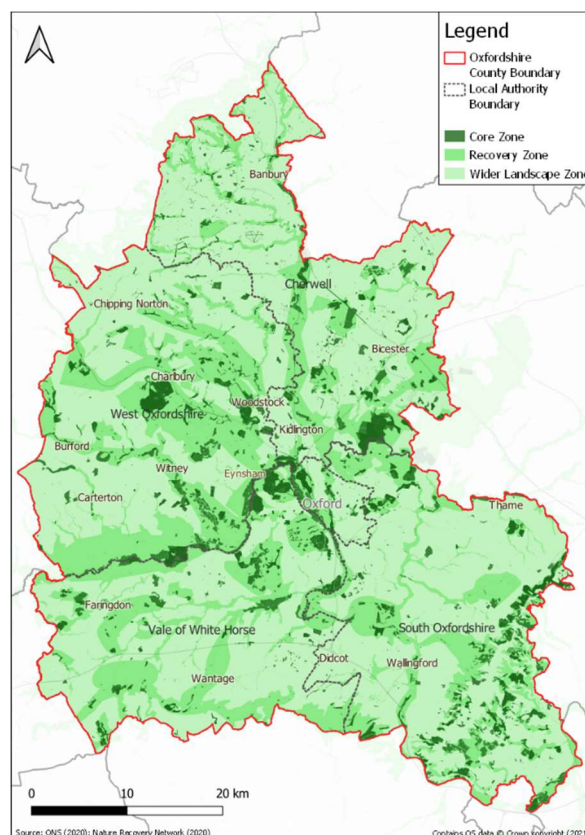 Legend
Oxfordshire
County Boundary
Local Authority
Boundary
Core Zone
Recovery Zone
Wider Landscape Zone
Banbury
Cherwell
Chipping Norton
Bicester
Charbury
Woodstock
West Oxfordshire
Kidlington
Burford
Witney
Eynsham
Carterton
Oxford
Thame
Faringdon
Vale of White Horse
South Oxfordshire
Didcot
Wallingford
Wantage
0 10 20 km
Source: ONS (2020); Nature Recovery Network (2020)
Contains OS data © Crown copyright (202